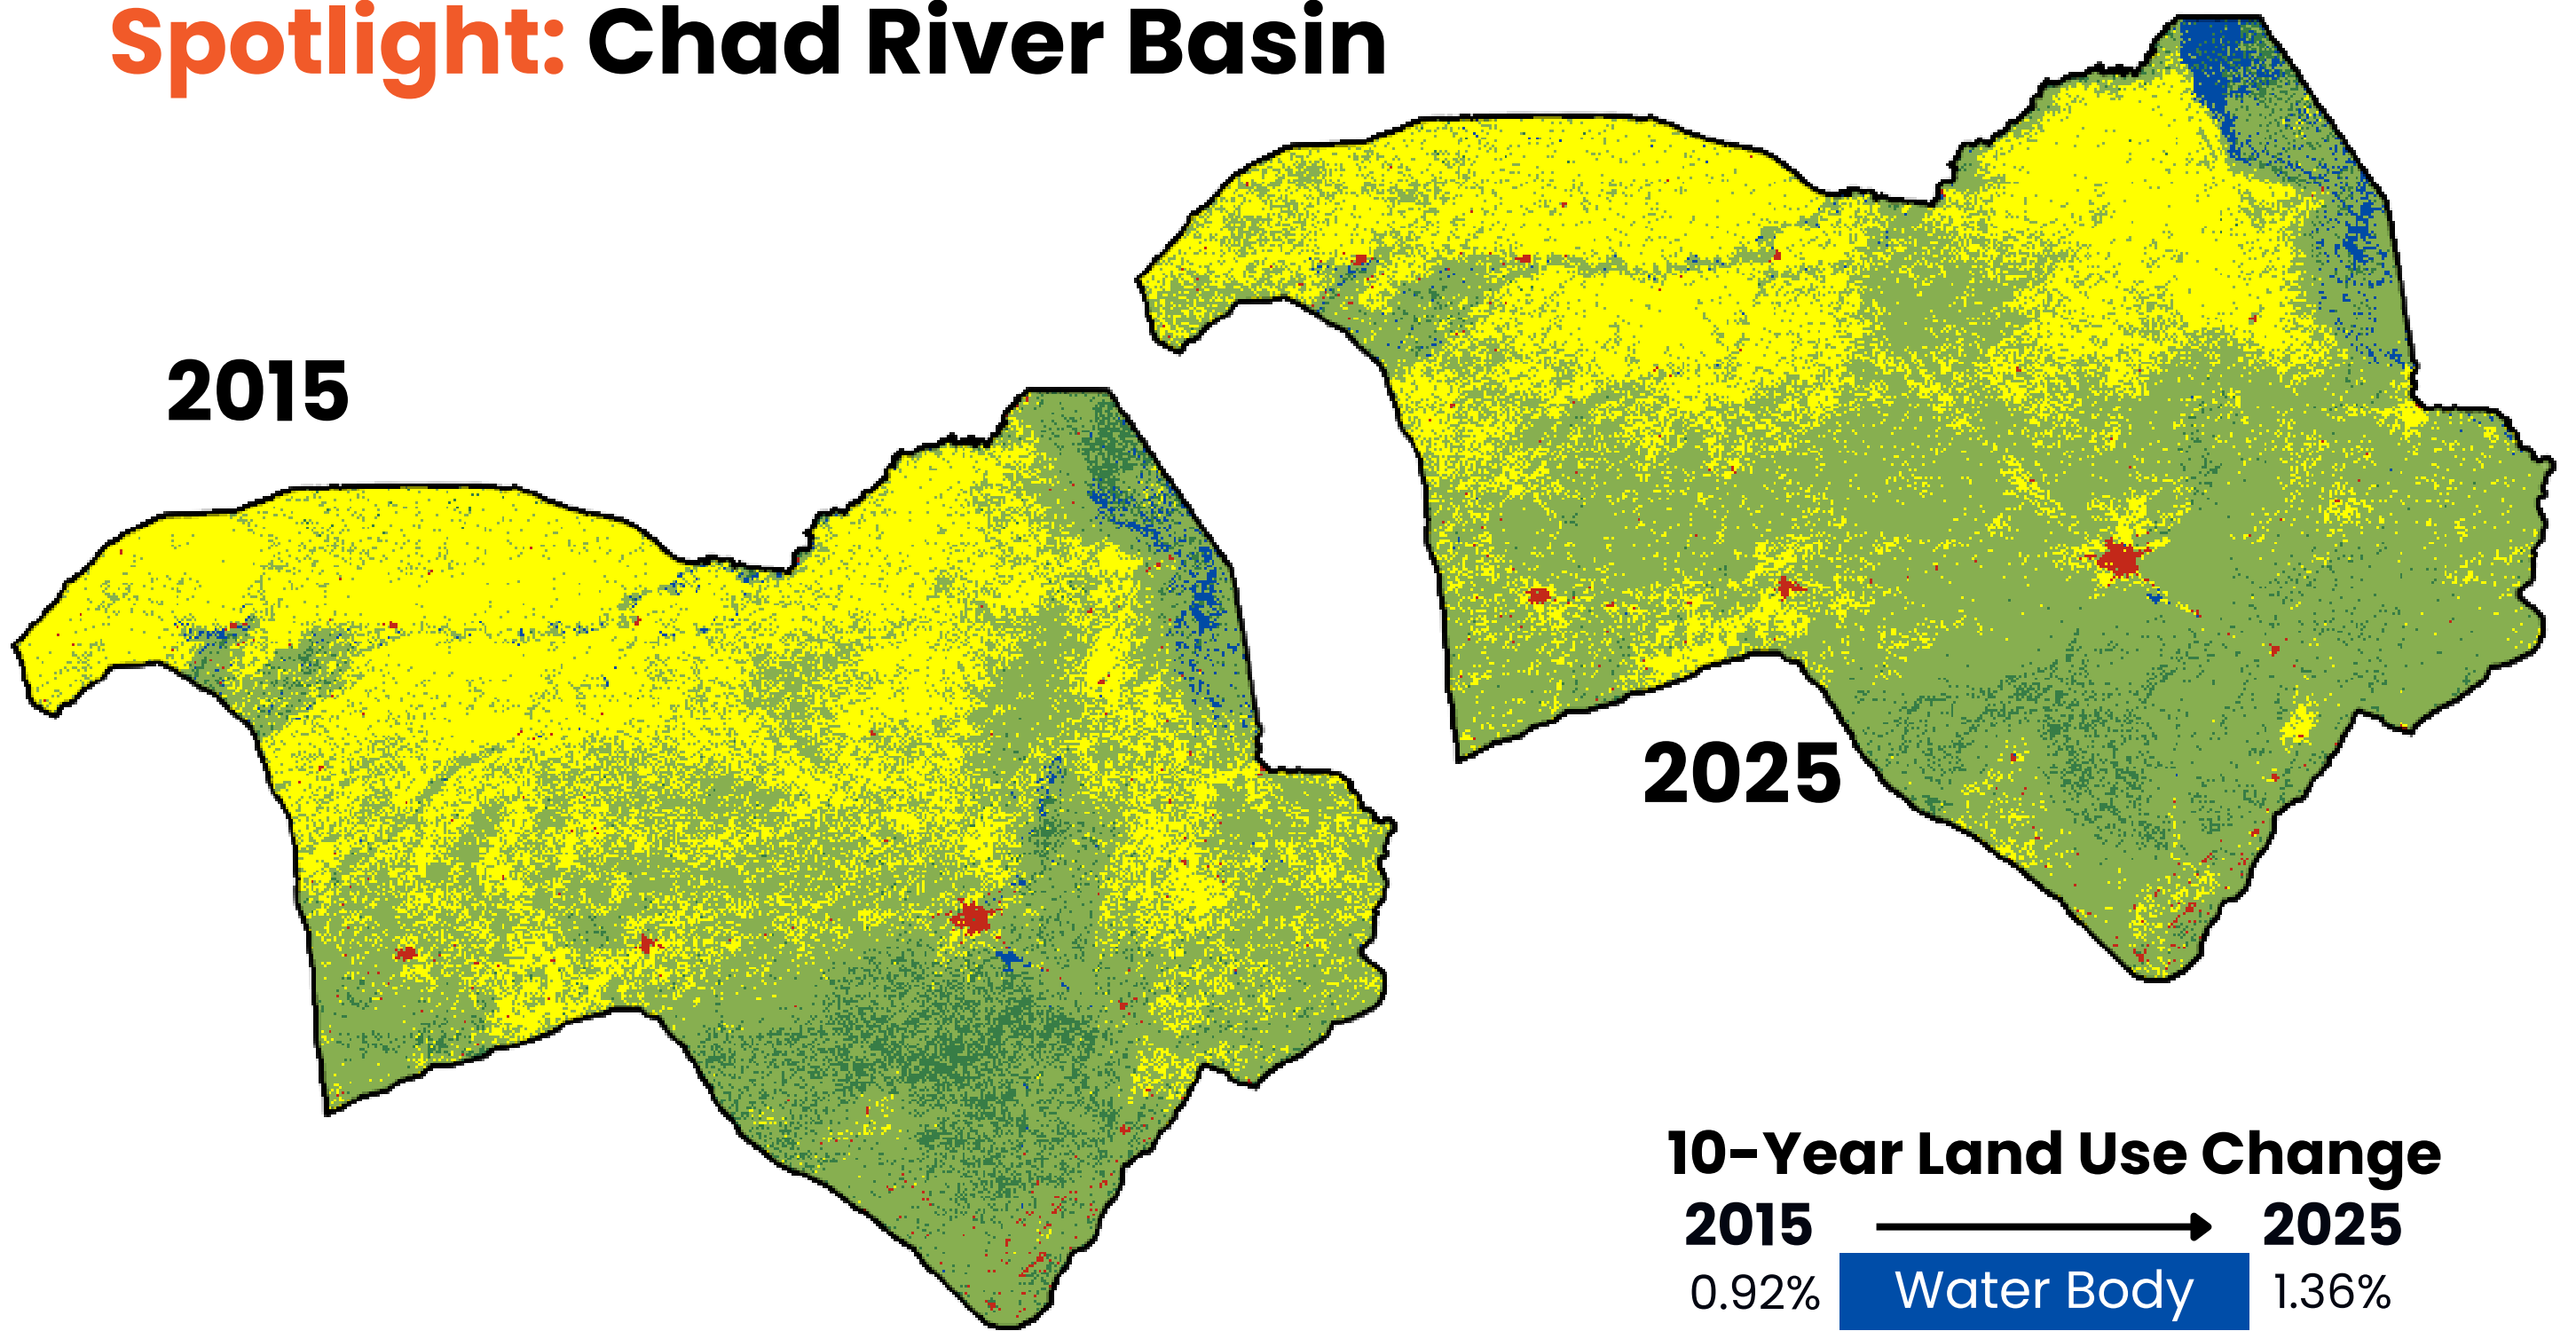 Spotlight: Chad River Basin
2015
2025
10-Year Land Use Change
2015 2025
0.92% Water Body 1.36%